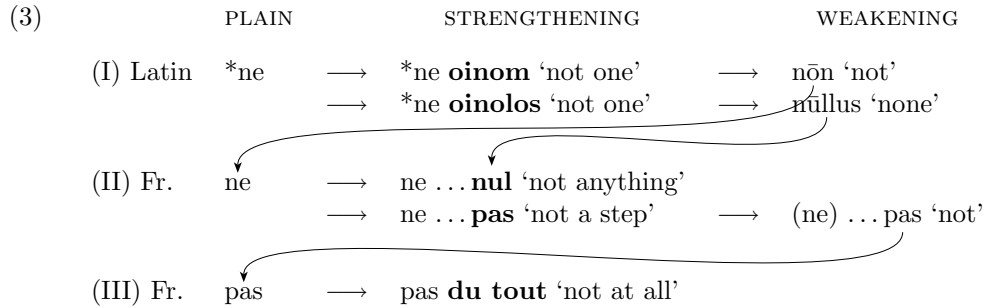 (3) PLAIN STRENGTHENING WEAKENING
(I) Latin *ne ⟶ *ne oinom ‘not one’ ⟶ nōn ‘not’
⟶ *ne oinolos ‘not one’ ⟶ nūllus ‘none’
(II) Fr. ne ⟶ ne … nul ‘not anything’
⟶ ne … pas ‘not a step’ ⟶ (ne) … pas ‘not’
(III) Fr. pas ⟶ pas du tout ‘not at all’